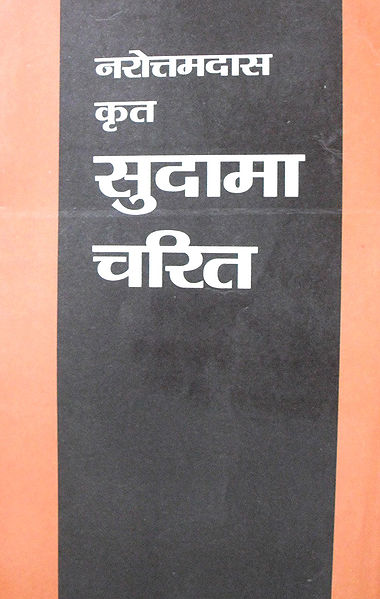 नरोत्तमदास
कृत
सुदामा
चरित